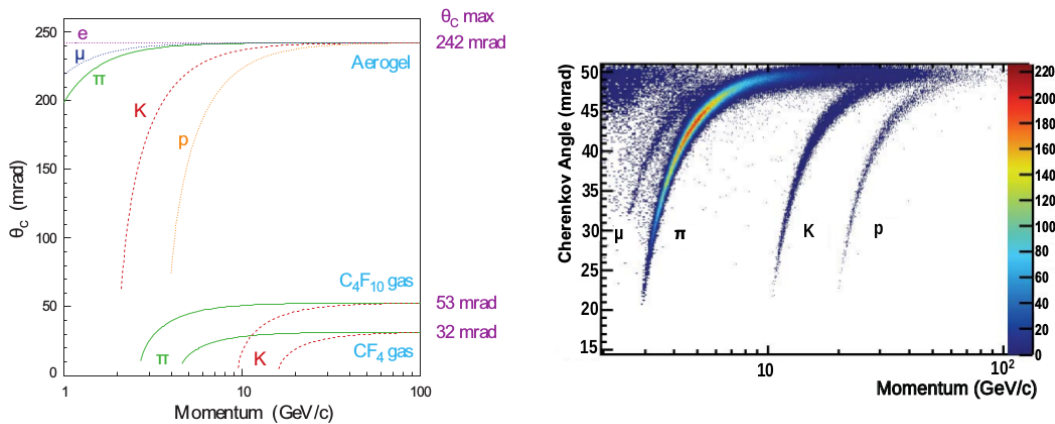 θC max
250
e
μ
π
242 mrad
Aerogel
200
K
p
150
θC (mrad)
100
C4F10 gas
50
53 mrad
π
K
CF4 gas
32 mrad
0
1
10
100
Momentum (GeV/c)
50
45
40
35
30
25
20
15
Cherenkov Angle (mrad)
μ
π
K
p
10
10²
Momentum (GeV/c)
220
200
180
160
140
120
100
80
60
40
20
0